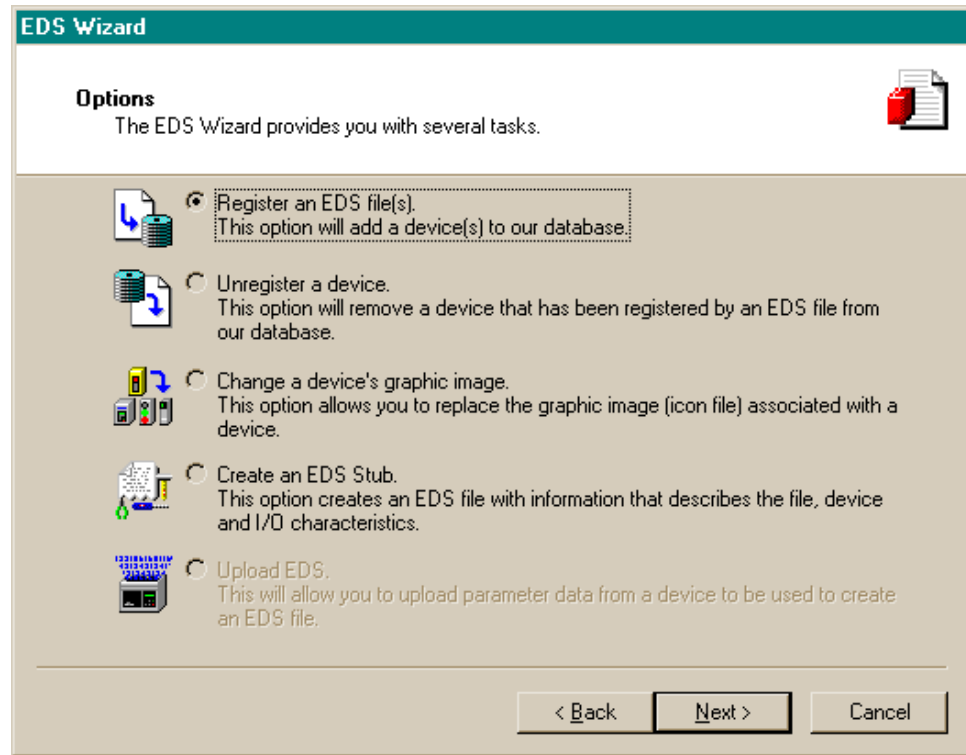 EDS Wizard
Options
The EDS Wizard provides you with several tasks.
Register an EDS file(s).
This option will add a device(s) to our database.
Unregister a device.
This option will remove a device that has been registered by an EDS file from
our database.
Change a device's graphic image.
This option allows you to replace the graphic image (icon file) associated with a
device.
Create an EDS Stub.
This option creates an EDS file with information that describes the file, device
and I/O characteristics.
Upload EDS.
This will allow you to upload parameter data from a device to be used to create
an EDS file.
< Back
Next >
Cancel